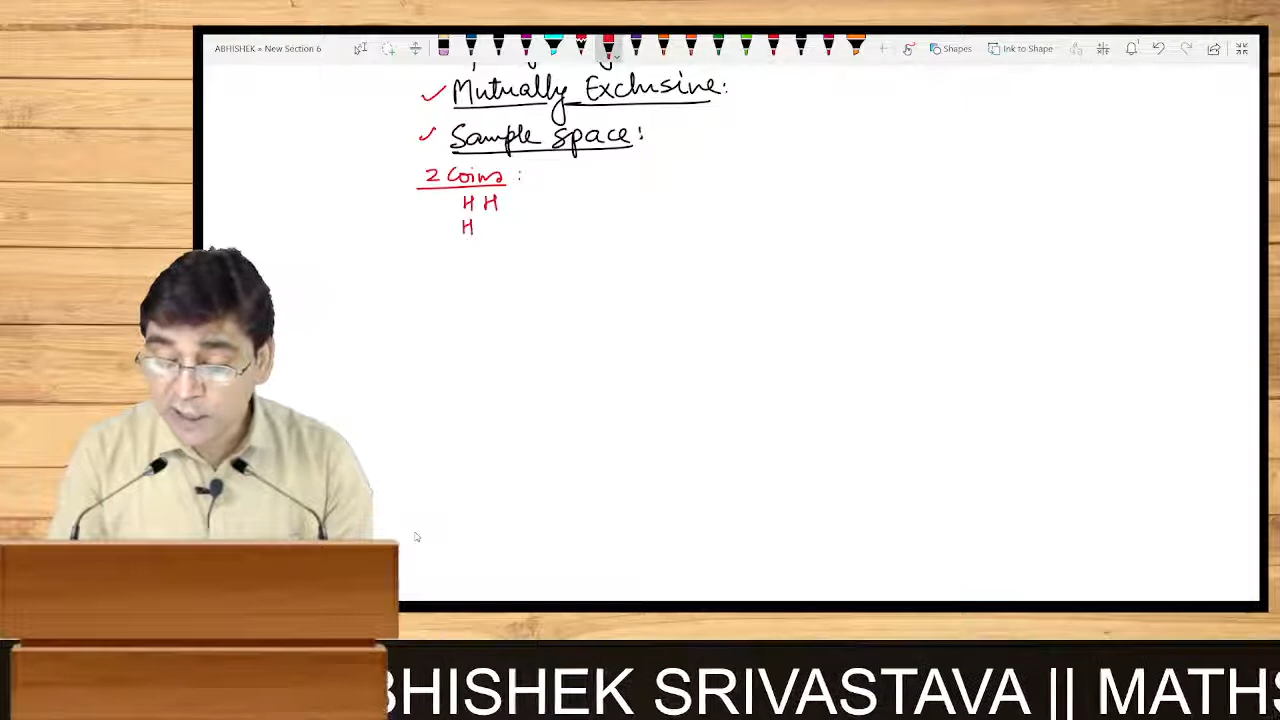 ABHISHEK » New Section 6
Shapes
Ink to Shape
✓ Mutually Exclusive:
✓ Sample space:
2 Coins :
H H
H
BHISHEK SRIVASTAVA || MATHS